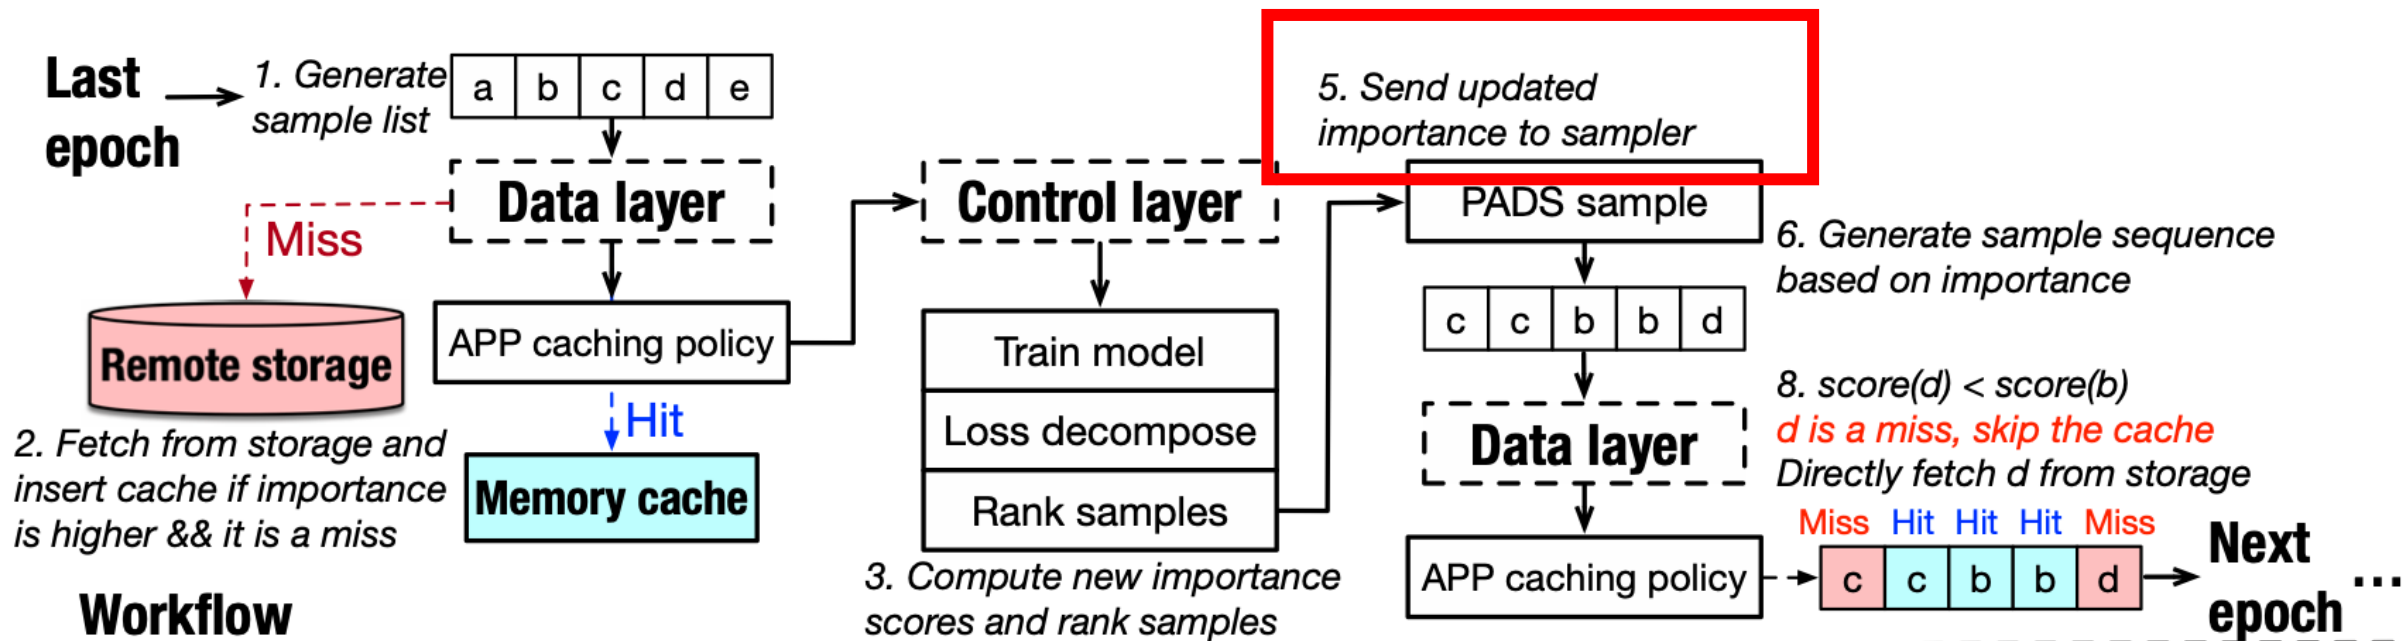 Last
epoch
1. Generate
sample list
a b c d e
Data layer
Miss
Remote storage
APP caching policy
Hit
Memory cache
2. Fetch from storage and
insert cache if importance
is higher && it is a miss
Workflow
Control layer
Train model
Loss decompose
Rank samples
3. Compute new importance
scores and rank samples
5. Send updated
importance to sampler
PADS sample
6. Generate sample sequence
based on importance
c c b b d
Data layer
APP caching policy
8. score(d) < score(b)
d is a miss, skip the cache
Directly fetch d from storage
Miss Hit Hit Hit Miss
c c b b d
Next
epoch
...